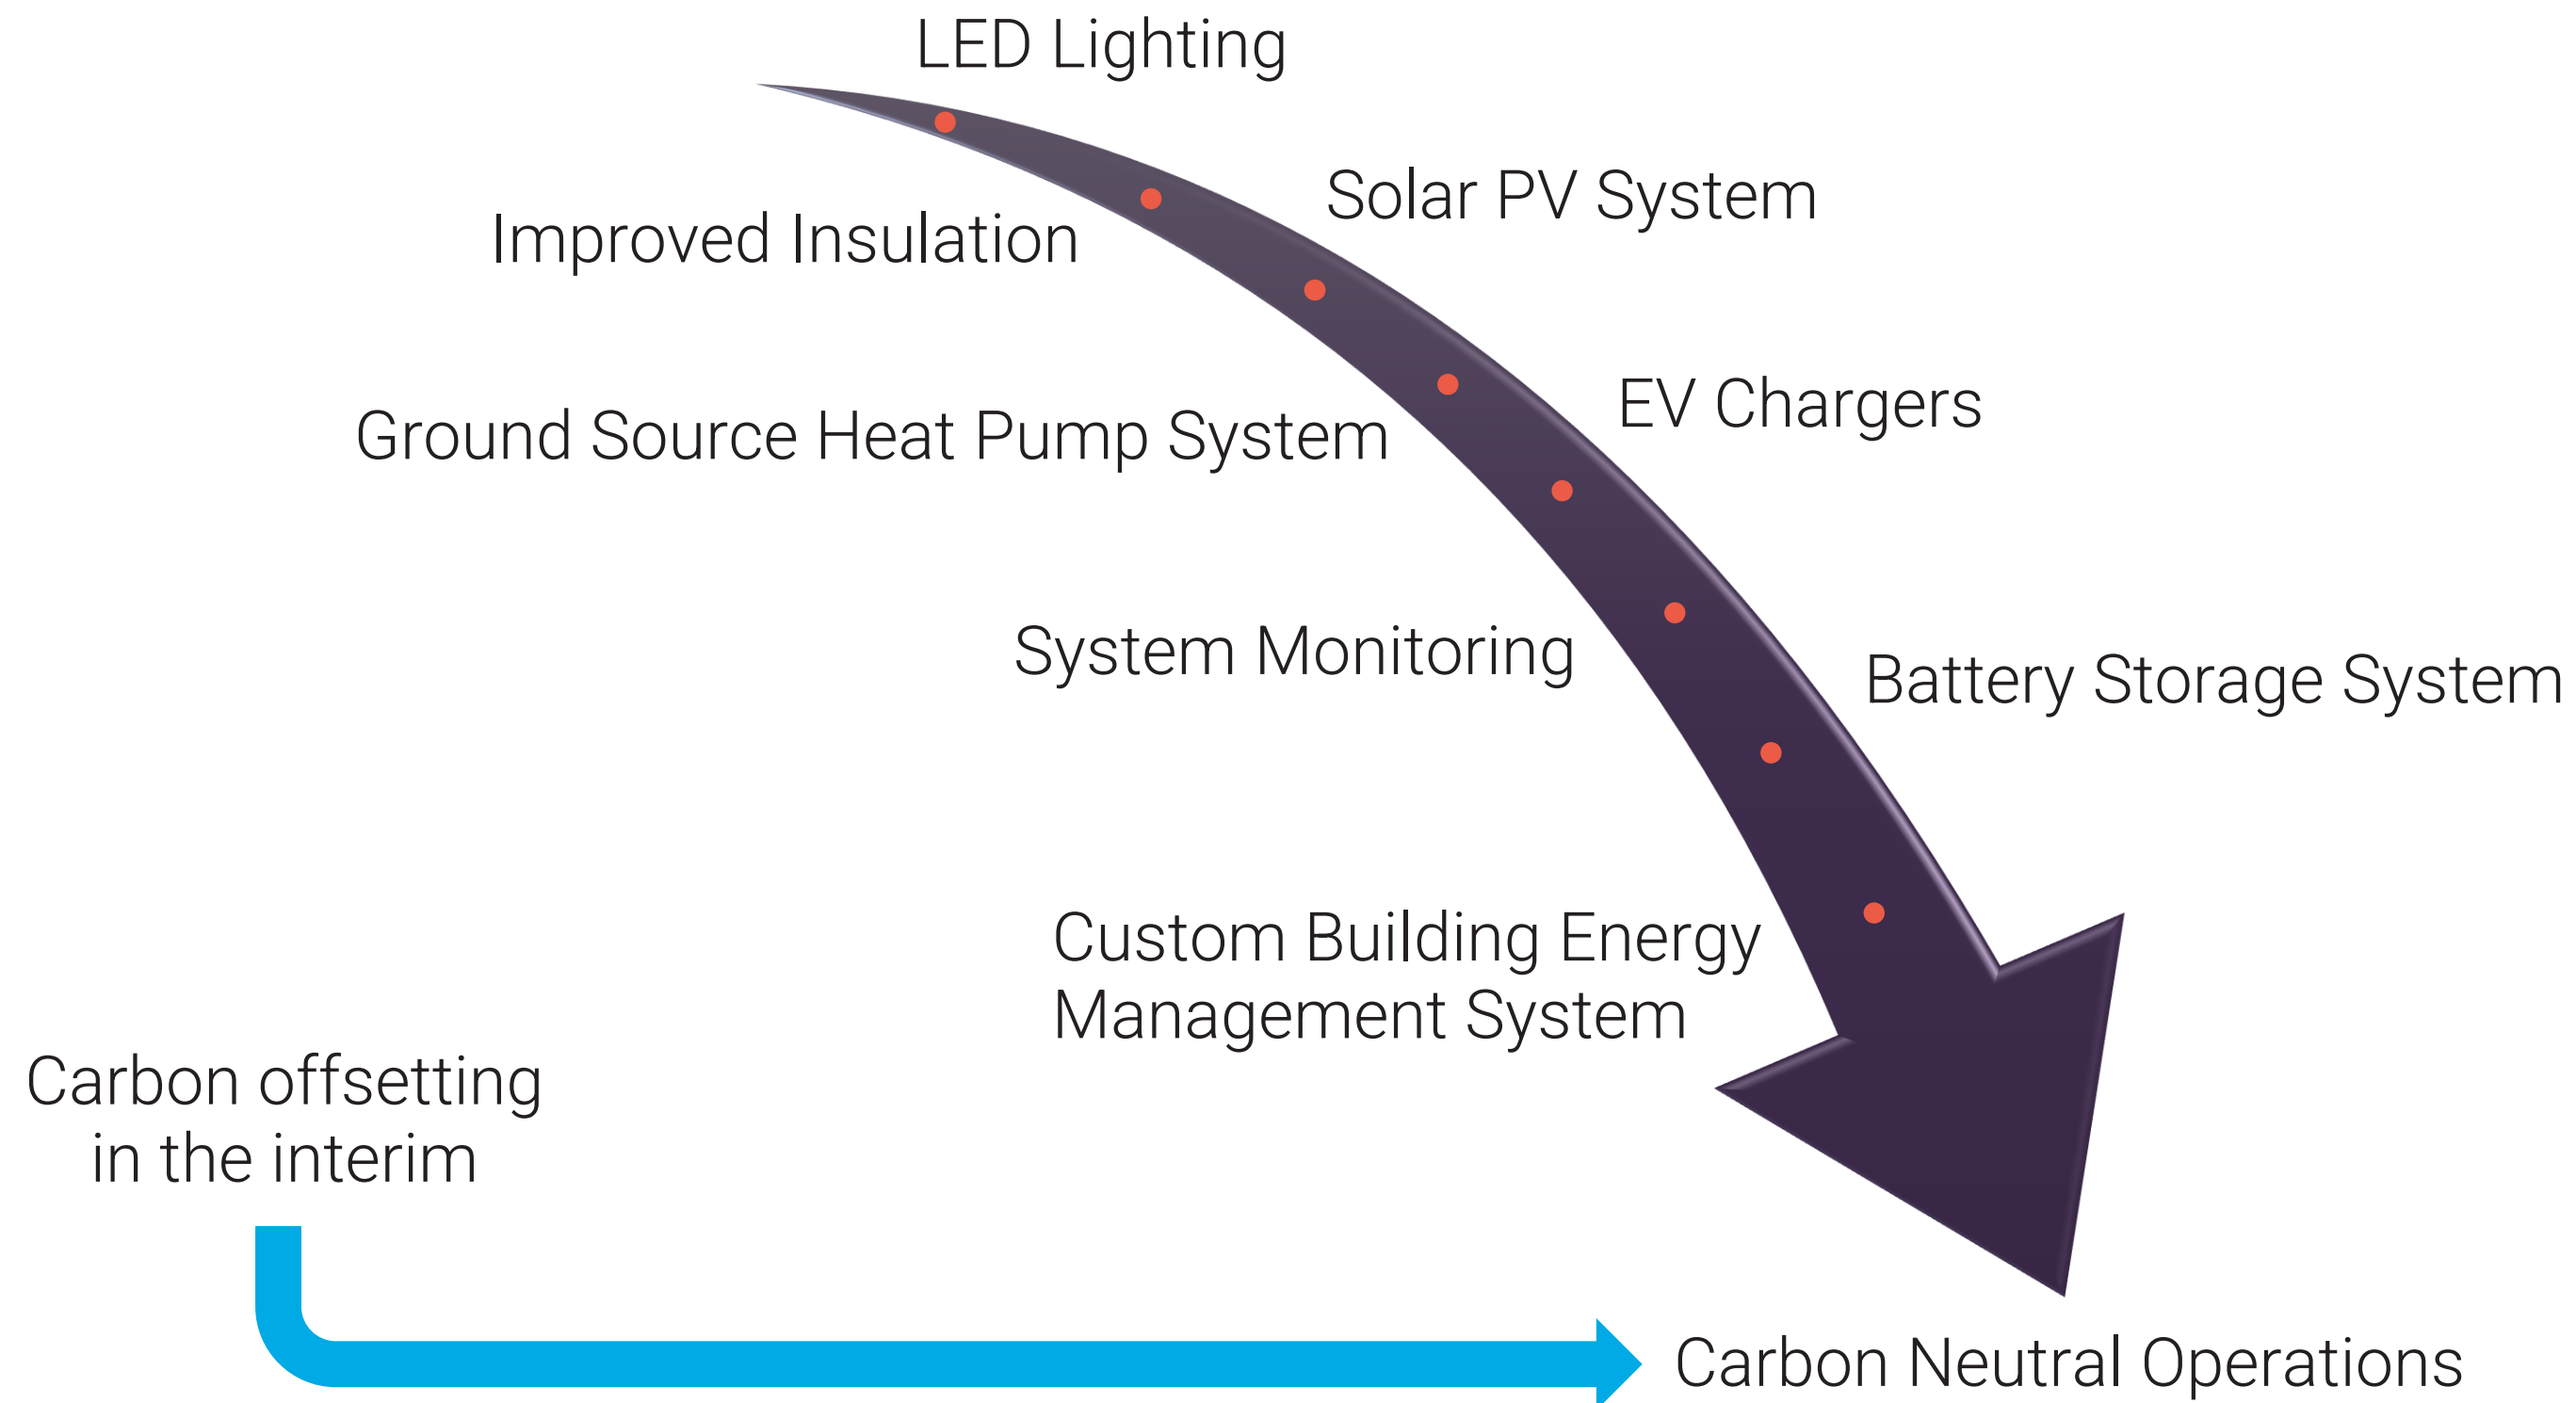 LED Lighting
Solar PV System
Improved Insulation
EV Chargers
Ground Source Heat Pump System
System Monitoring
Battery Storage System
Custom Building Energy
Management System
Carbon offsetting
in the interim
Carbon Neutral Operations